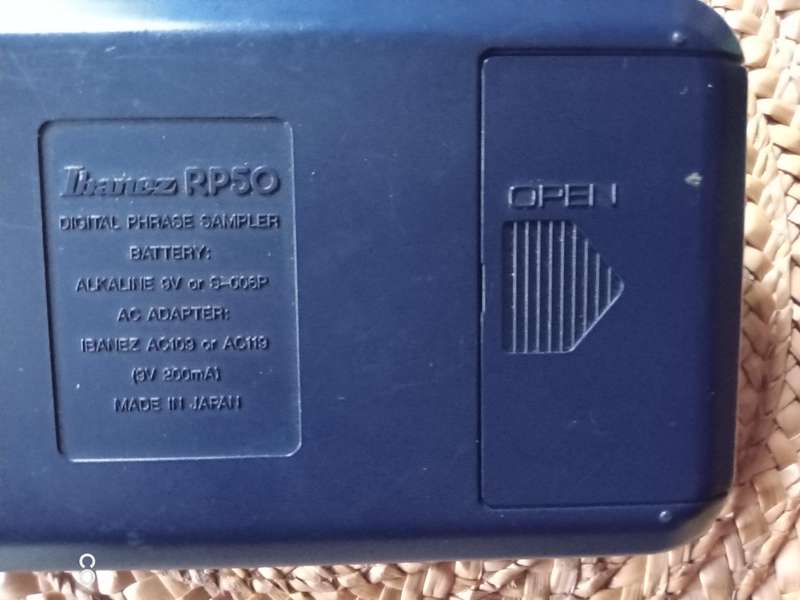 Ibanez RP50
DIGITAL PHRASE SAMPLER
BATTERY:
ALKALINE 9V or S-006P
AC ADAPTER:
IBANEZ AC109 or AC119
(9V 200mA)
MADE IN JAPAN
OPEN